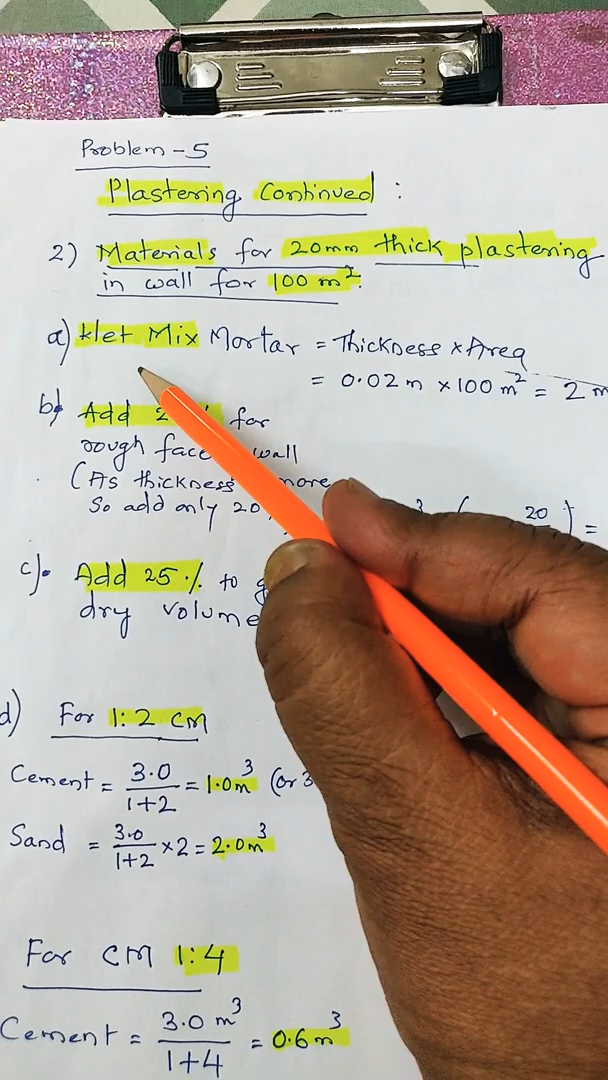 Problem - 5
Plastering Continued :
2) Materials for 20mm thick plastering
in wall for 100 m².
a) Wet Mix Mortar = Thickness × Area
= 0.02 m × 100 m² = 2 m
b) Add for
rough face wall
(As thickness more
So add only 20
20 ) =
c). Add 25 ./. to
dry volume
d) For 1:2 CM
Cement = 3.0 / 1+2 = 1.0 m³ (or 3
Sand = 3.0 / 1+2 × 2 = 2.0 m³
For CM 1:4
Cement = 3.0 m³ / 1+4 = 0.6 m³